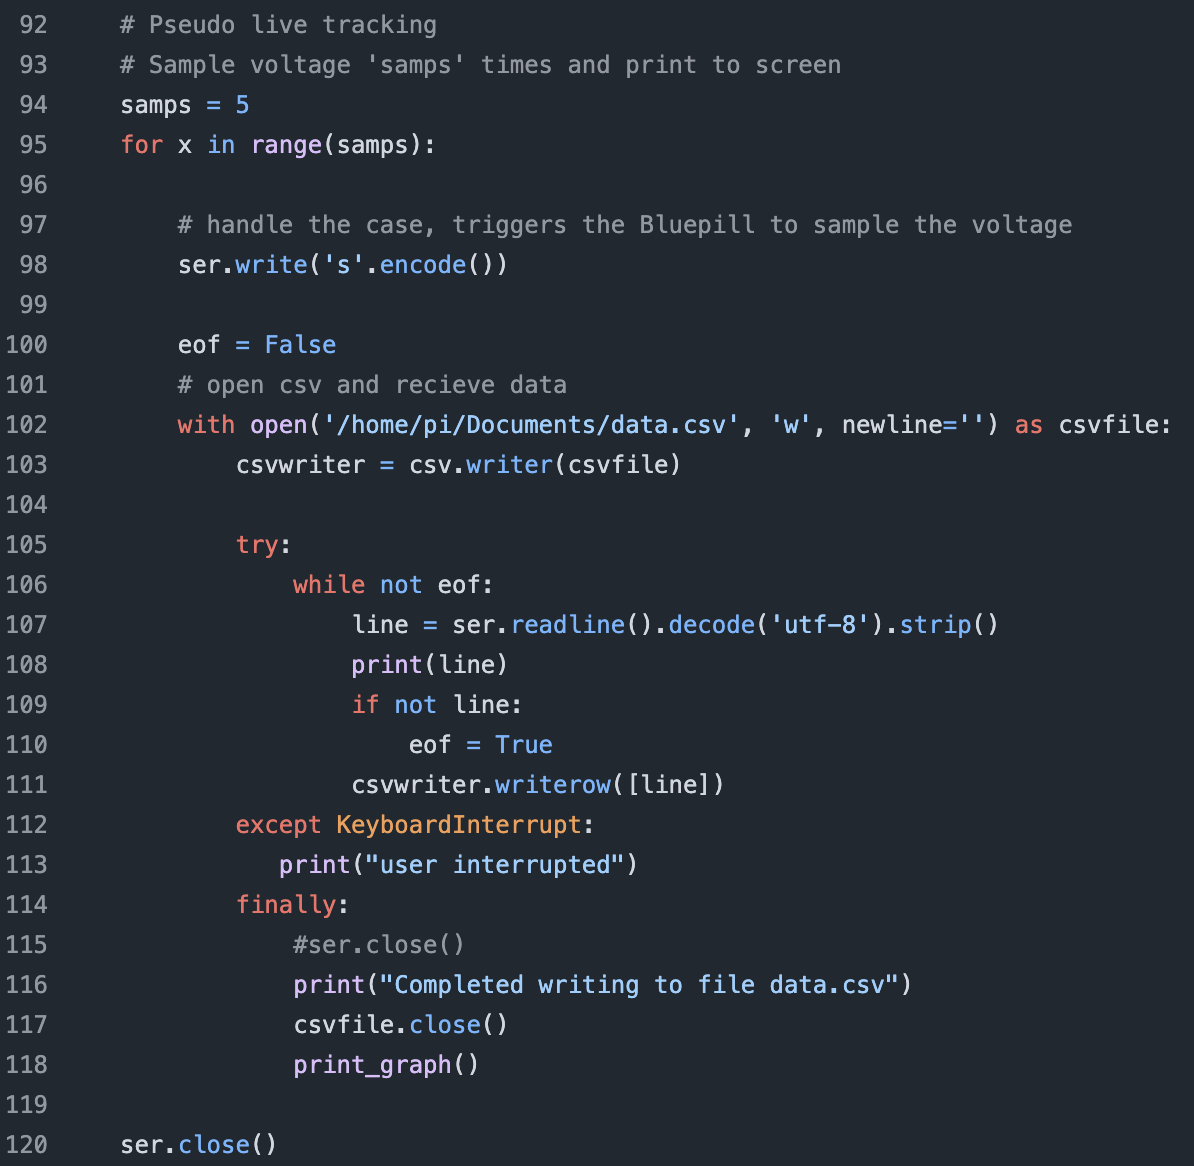 92 # Pseudo live tracking
93 # Sample voltage 'samps' times and print to screen
94 samps = 5
95 for x in range(samps):
96
97 # handle the case, triggers the Bluepill to sample the voltage
98 ser.write('s'.encode())
99
100 eof = False
101 # open csv and recieve data
102 with open('/home/pi/Documents/data.csv', 'w', newline='') as csvfile:
103 csvwriter = csv.writer(csvfile)
104
105 try:
106 while not eof:
107 line = ser.readline().decode('utf-8').strip()
108 print(line)
109 if not line:
110 eof = True
111 csvwriter.writerow([line])
112 except KeyboardInterrupt:
113 print("user interrupted")
114 finally:
115 #ser.close()
116 print("Completed writing to file data.csv")
117 csvfile.close()
118 print_graph()
119
120 ser.close()